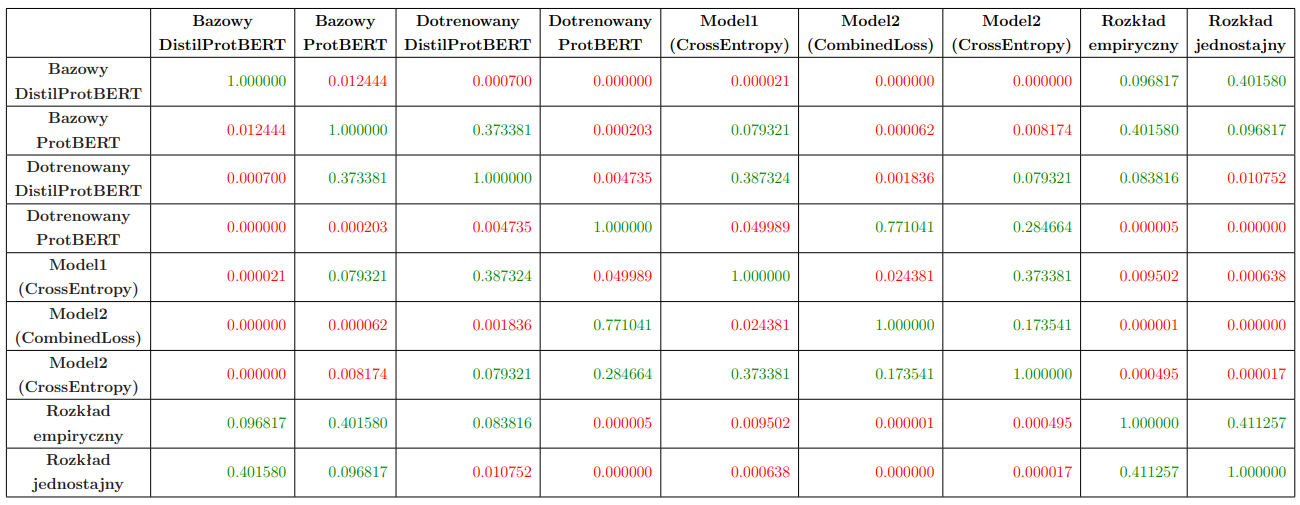 Bazowy DistilProtBERT Bazowy ProtBERT Dotrenowany DistilProtBERT Dotrenowany ProtBERT Model1 (CrossEntropy) Model2 (CombinedLoss) Model2 (CrossEntropy) Rozkład empiryczny Rozkład jednostajny
Bazowy DistilProtBERT 1.000000 0.012444 0.000700 0.000000 0.000021 0.000000 0.000000 0.096817 0.401580
Bazowy ProtBERT 0.012444 1.000000 0.373381 0.000203 0.079321 0.000062 0.008174 0.401580 0.096817
Dotrenowany DistilProtBERT 0.000700 0.373381 1.000000 0.004735 0.387324 0.001836 0.079321 0.083816 0.010752
Dotrenowany ProtBERT 0.000000 0.000203 0.004735 1.000000 0.049989 0.771041 0.284664 0.000005 0.000000
Model1 (CrossEntropy) 0.000021 0.079321 0.387324 0.049989 1.000000 0.024381 0.373381 0.009502 0.000638
Model2 (CombinedLoss) 0.000000 0.000062 0.001836 0.771041 0.024381 1.000000 0.173541 0.000001 0.000000
Model2 (CrossEntropy) 0.000000 0.008174 0.079321 0.284664 0.373381 0.173541 1.000000 0.000495 0.000017
Rozkład empiryczny 0.096817 0.401580 0.083816 0.000005 0.009502 0.000001 0.000495 1.000000 0.411257
Rozkład jednostajny 0.401580 0.096817 0.010752 0.000000 0.000638 0.000000 0.000017 0.411257 1.000000